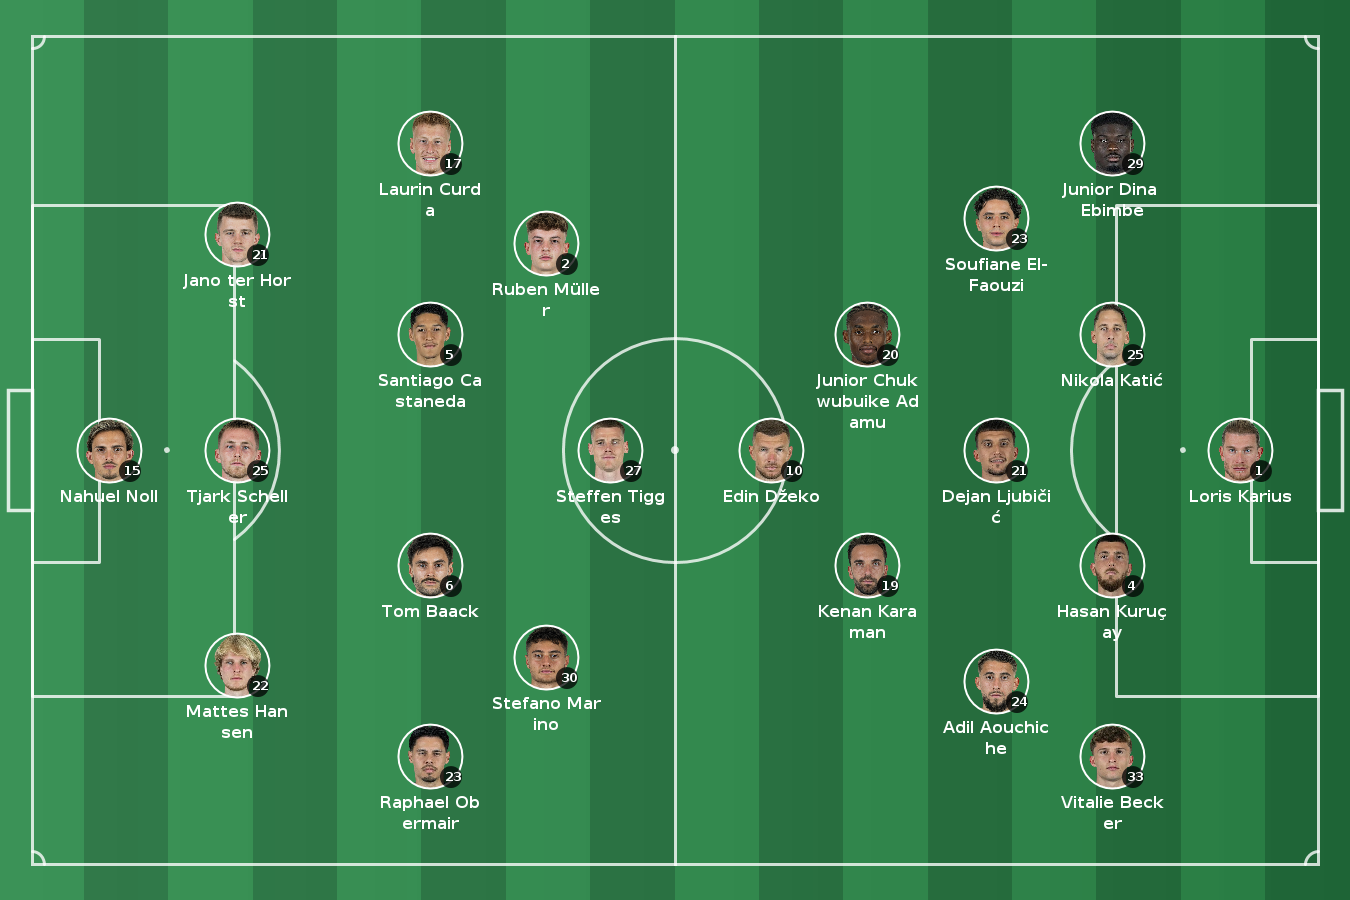 17
Laurin Curd
a
29
Junior Dina
Ebimbe
21
Jano ter Hor
st
2
Ruben Mülle
r
23
Soufiane El-
Faouzi
5
Santiago Ca
staneda
20
Junior Chuk
wubuike Ad
amu
25
Nikola Katić
15
Nahuel Noll
25
Tjark Schell
er
27
Steffen Tigg
es
10
Edin Džeko
21
Dejan Ljubiči
ć
1
Loris Karius
6
Tom Baack
19
Kenan Kara
man
4
Hasan Kuruç
ay
22
Mattes Han
sen
30
Stefano Mar
ino
24
Adil Aouchic
he
23
Raphael Ob
ermair
33
Vitalie Beck
er